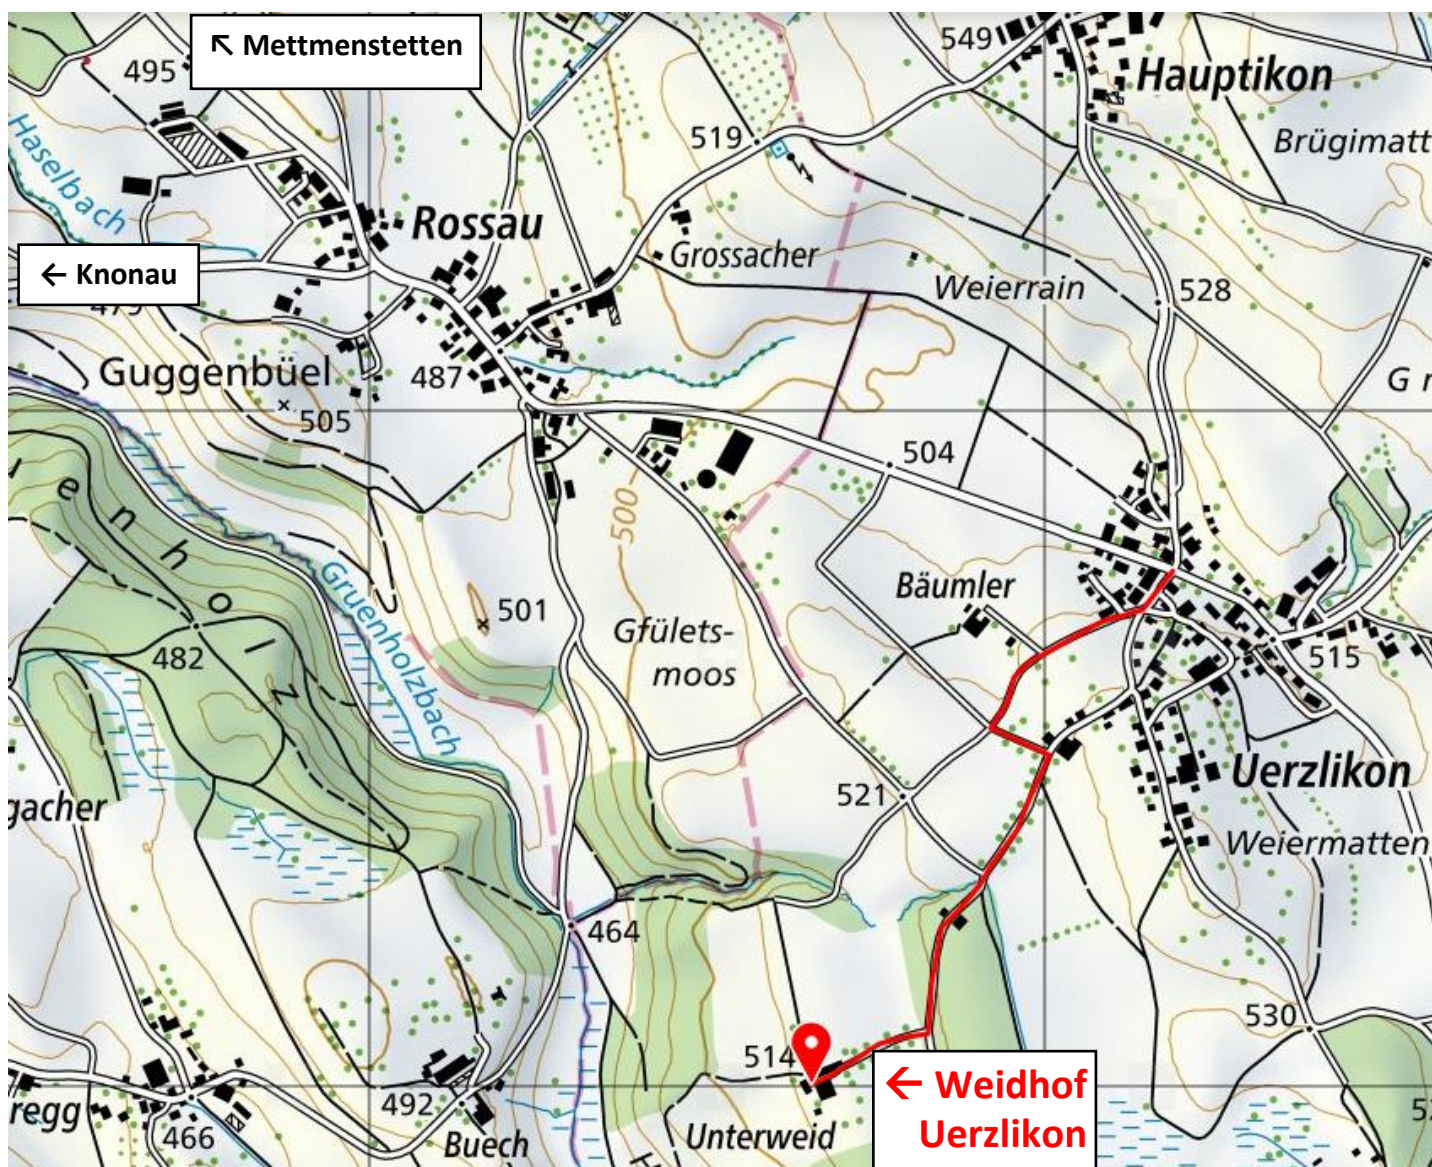 ↖ Mettmenstetten
549
495
Hauptikon
519
Brügimatt
Haselbach
Rossau
Grossacher
← Knonau
Weierrain
528
Guggenbüel
487
505
504
500
uenholz
Gruenholzbach
501
Bäumler
Gfülets-
moos
482
515
521
Uerzlikon
gacher
Weiermatten
464
530
514
← Weidhof
Uerzlikon
492
regg
466
Buech
Unterweid